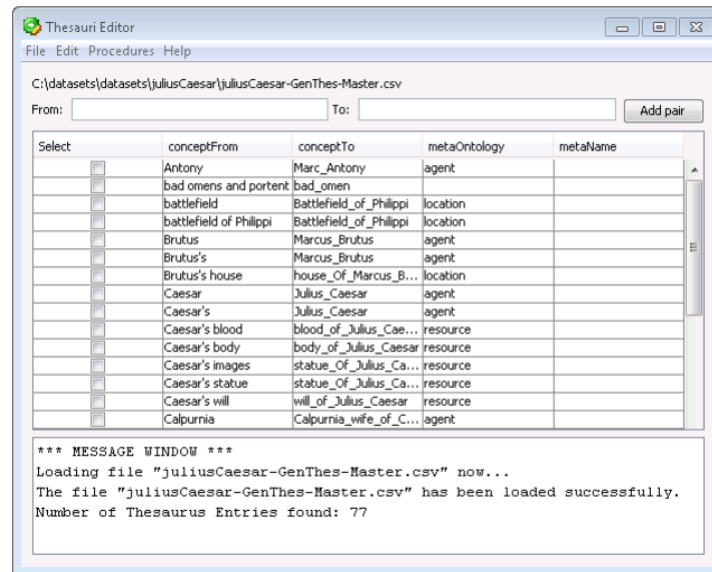 Thesauri Editor
File Edit Procedures Help
C:\datasets\datasets\juliusCaesar\juliusCaesar-GenThes-Master.csv
From: To: Add pair
Select conceptFrom conceptTo metaOntology metaName
Antony Marc_Antony agent
bad omens and portent bad_omen
battlefield Battlefield_of_Philippi location
battlefield of Philippi Battlefield_of_Philippi location
Brutus Marcus_Brutus agent
Brutus's Marcus_Brutus agent
Brutus's house house_Of_Marcus_B... location
Caesar Julius_Caesar agent
Caesar's Julius_Caesar agent
Caesar's blood blood_of_Julius_Cae... resource
Caesar's body body_of_Julius_Caesar resource
Caesar's images statue_Of_Julius_Ca... resource
Caesar's statue statue_Of_Julius_Ca... resource
Caesar's will will_of_Julius_Caesar resource
Calpurnia Calpurnia_wife_of_C... agent
*** MESSAGE WINDOW ***
Loading file "juliusCaesar-GenThes-Master.csv" now...
The file "juliusCaesar-GenThes-Master.csv" has been loaded successfully.
Number of Thesaurus Entries found: 77